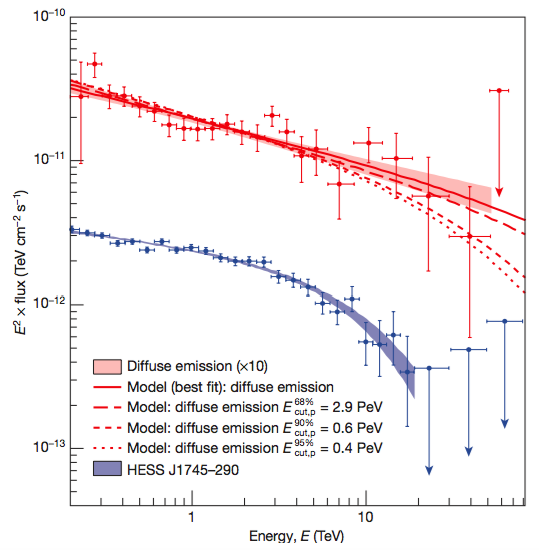 10⁻¹⁰
10⁻¹¹
10⁻¹²
10⁻¹³
E² × flux (TeV cm⁻² s⁻¹)
Diffuse emission (×10)
Model (best fit): diffuse emission
Model: diffuse emission E^68%_cut,p = 2.9 PeV
Model: diffuse emission E^90%_cut,p = 0.6 PeV
Model: diffuse emission E^95%_cut,p = 0.4 PeV
HESS J1745–290
1 10
Energy, E (TeV)